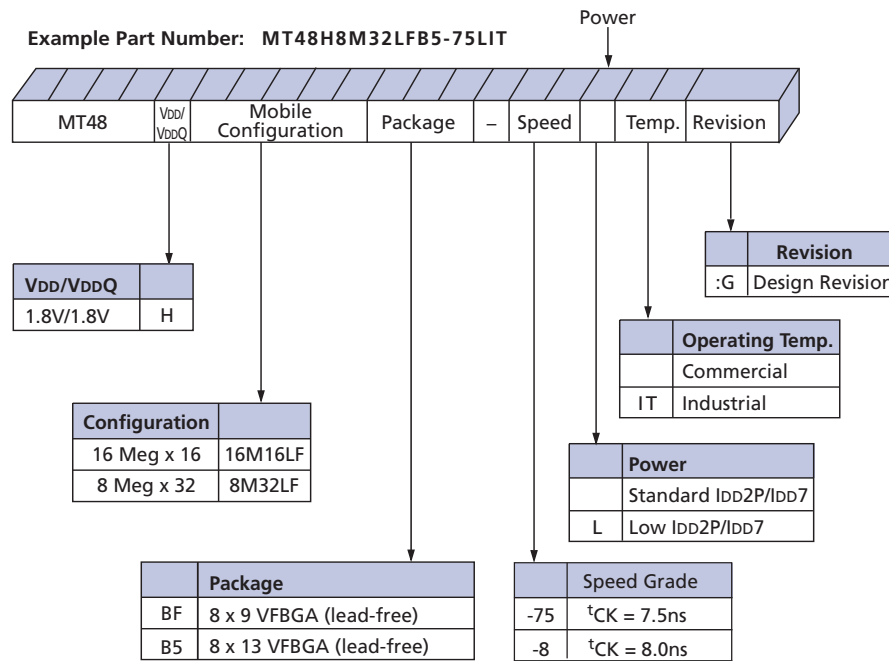 Power
Example Part Number: MT48H8M32LFB5-75LIT
MT48
VDD/
VDDQ
Mobile
Configuration
Package
–
Speed
Temp.
Revision
Revision
:G Design Revision
VDD/VDDQ
1.8V/1.8V H
Operating Temp.
Commercial
IT Industrial
Configuration
16 Meg x 16 16M16LF
8 Meg x 32 8M32LF
Power
Standard IDD2P/IDD7
L Low IDD2P/IDD7
Package
BF 8 x 9 VFBGA (lead-free)
B5 8 x 13 VFBGA (lead-free)
Speed Grade
-75 tCK = 7.5ns
-8 tCK = 8.0ns